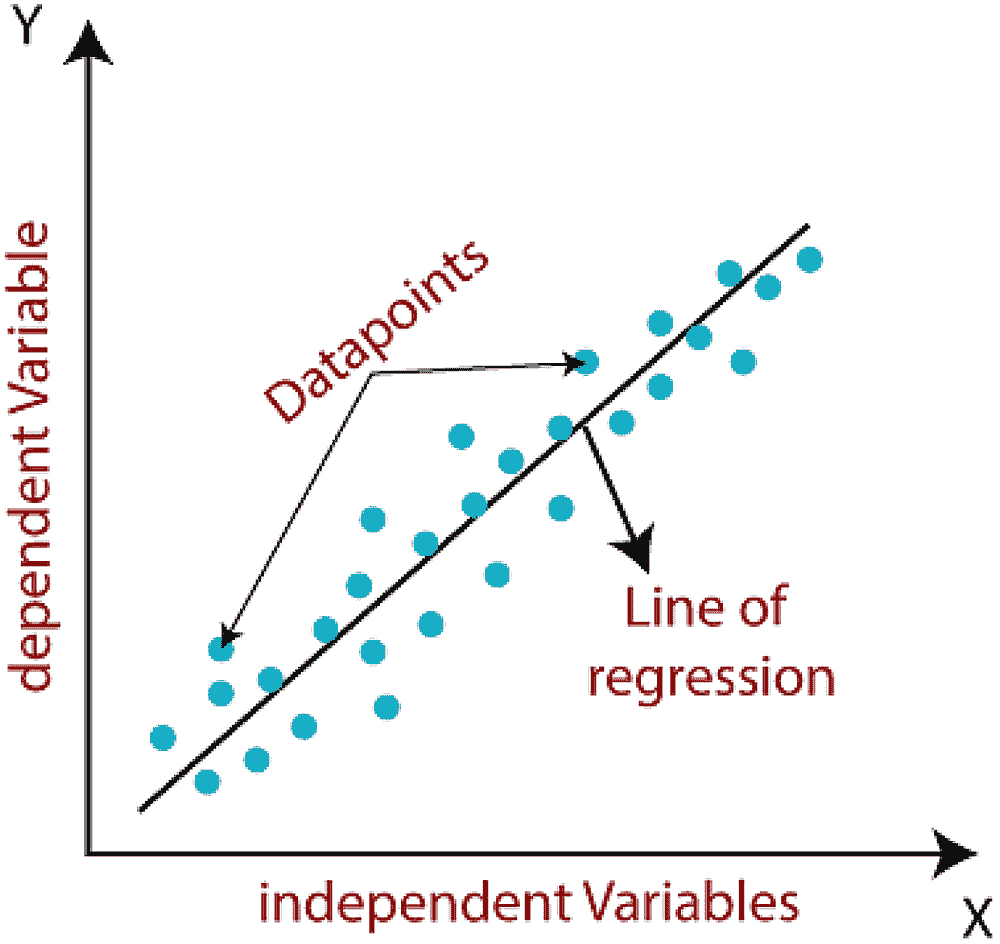 Y
dependent Variable
Datapoints
Line of
regression
independent Variables
X